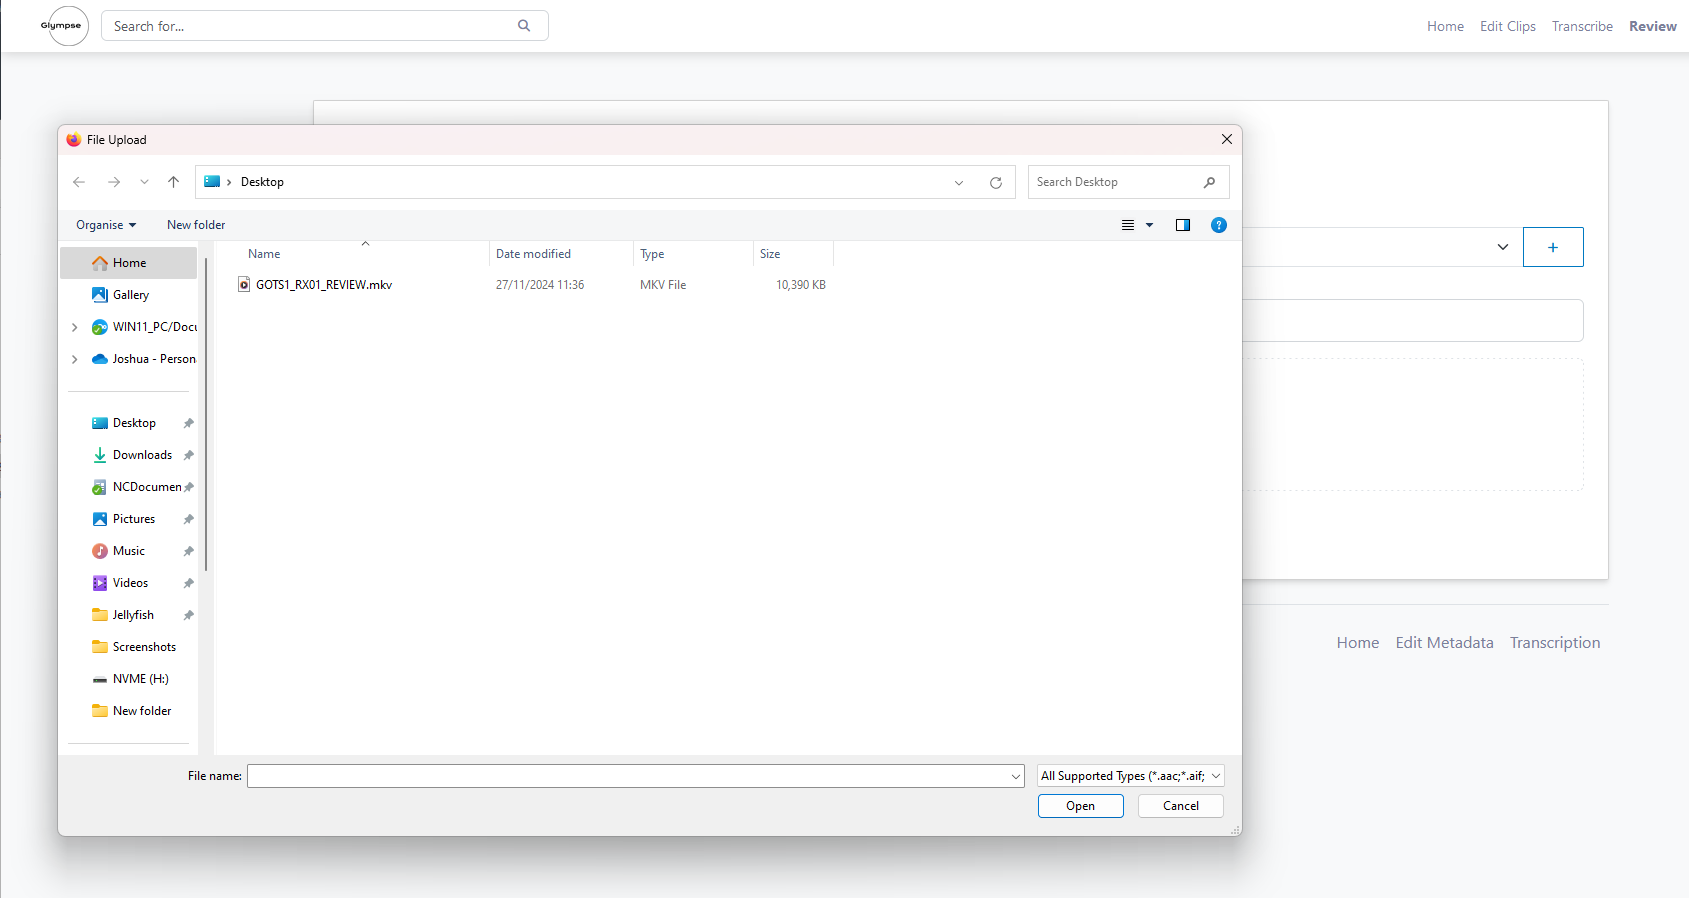 Glympse
Search for...
Home
Edit Clips
Transcribe
Review
File Upload
Desktop
Search Desktop
Organise
New folder
Name
Date modified
Type
Size
GOTS1_RX01_REVIEW.mkv
27/11/2024 11:36
MKV File
10,390 KB
Home
Gallery
WIN11_PC/Docu
Joshua - Person
Desktop
Downloads
NCDocumen
Pictures
Music
Videos
Jellyfish
Screenshots
NVME (H:)
New folder
+
Home
Edit Metadata
Transcription
File name:
All Supported Types (*.aac;*.aif;
Open
Cancel